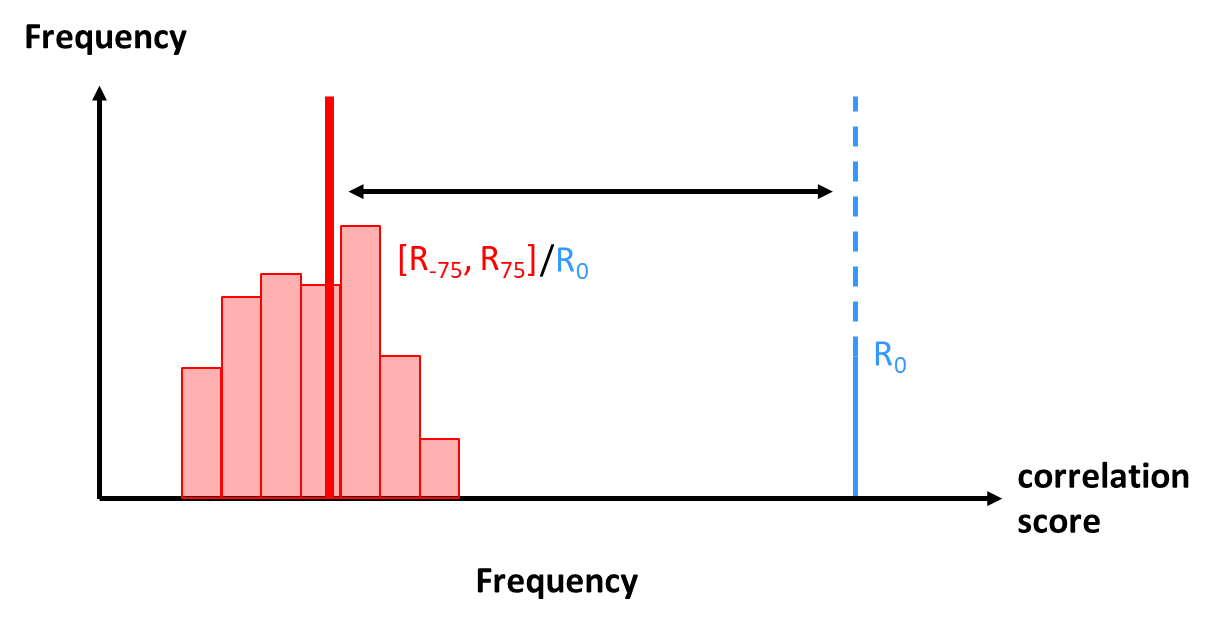 Frequency
[R-75, R75]/R0
R0
correlation
score
Frequency